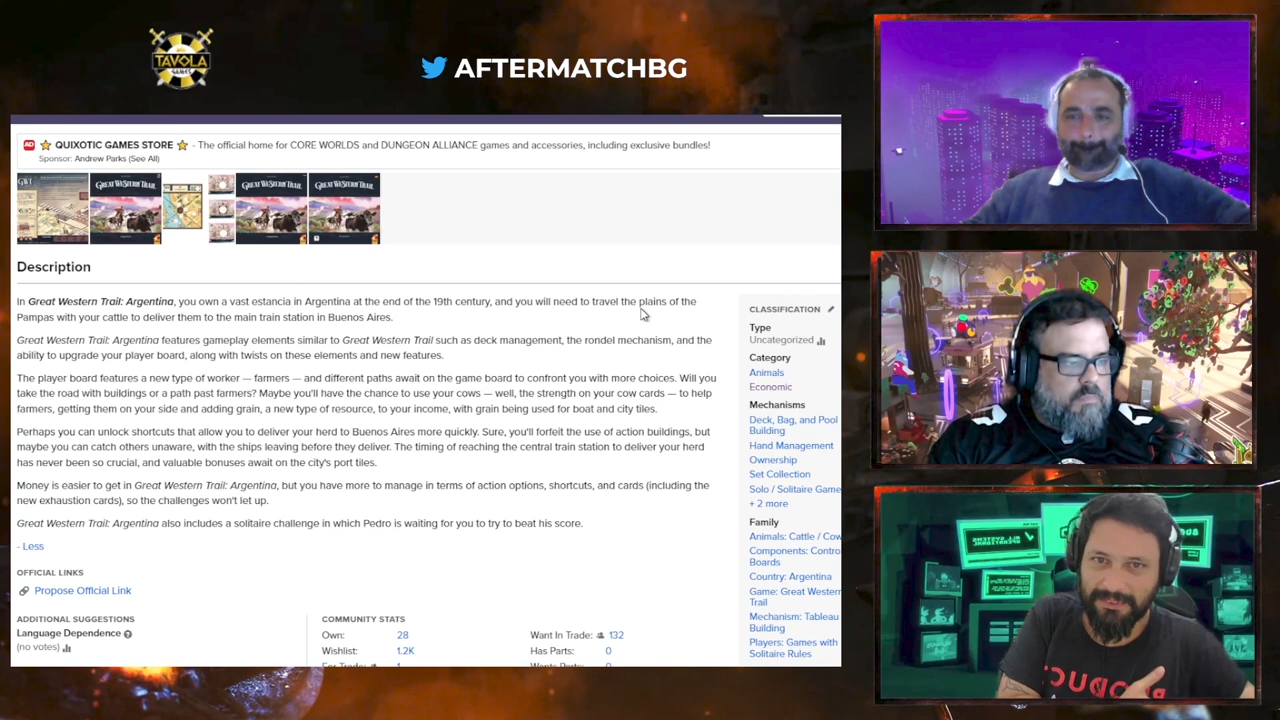 TAVOLA
GAMES
AFTERMATCHBG
AD ⭐ QUIXOTIC GAMES STORE ⭐ - The official home for CORE WORLDS and DUNGEON ALLIANCE games and accessories, including exclusive bundles!
Sponsor: Andrew Parks (See All)
GWT GREAT WESTERN TRAIL GREAT WESTERN TRAIL GREAT WESTERN TRAIL
Description
In Great Western Trail: Argentina, you own a vast estancia in Argentina at the end of the 19th century, and you will need to travel the plains of the
Pampas with your cattle to deliver them to the main train station in Buenos Aires.
Great Western Trail: Argentina features gameplay elements similar to Great Western Trail such as deck management, the rondel mechanism, and the
ability to upgrade your player board, along with twists on these elements and new features.
The player board features a new type of worker — farmers — and different paths await on the game board to confront you with more choices. Will you
take the road with buildings or a path past farmers? Maybe you'll have the chance to use your cows — well, the strength on your cow cards — to help
farmers, getting them on your side and adding grain, a new type of resource, to your income, with grain being used for boat and city tiles.
Perhaps you can unlock shortcuts that allow you to deliver your herd to Buenos Aires more quickly. Sure, you'll forfeit the use of action buildings, but
maybe you can catch others unaware, with the ships leaving before they deliver. The timing of reaching the central train station to deliver your herd
has never been so crucial, and valuable bonuses await on the city's port tiles.
Money is easier to get in Great Western Trail: Argentina, but you have more to manage in terms of action options, shortcuts, and cards (including the
new exhaustion cards), so the challenges won't let up.
Great Western Trail: Argentina also includes a solitaire challenge in which Pedro is waiting for you to try to beat his score.
- Less
OFFICIAL LINKS
Propose Official Link
ADDITIONAL SUGGESTIONS
Language Dependence
(no votes)
COMMUNITY STATS
Own: 28
Wishlist: 1.2K
For Trade: 1
Want In Trade: 132
Has Parts: 0
Wants Parts:
CLASSIFICATION
Type
Uncategorized
Category
Animals
Economic
Mechanisms
Deck, Bag, and Pool
Building
Hand Management
Ownership
Set Collection
Solo / Solitaire Game
+ 2 more
Family
Animals: Cattle / Cow
Components: Contro
Boards
Country: Argentina
Game: Great Western
Trail
Mechanism: Tableau
Building
Players: Games with
Solitaire Rules
ALL SYSTEMS